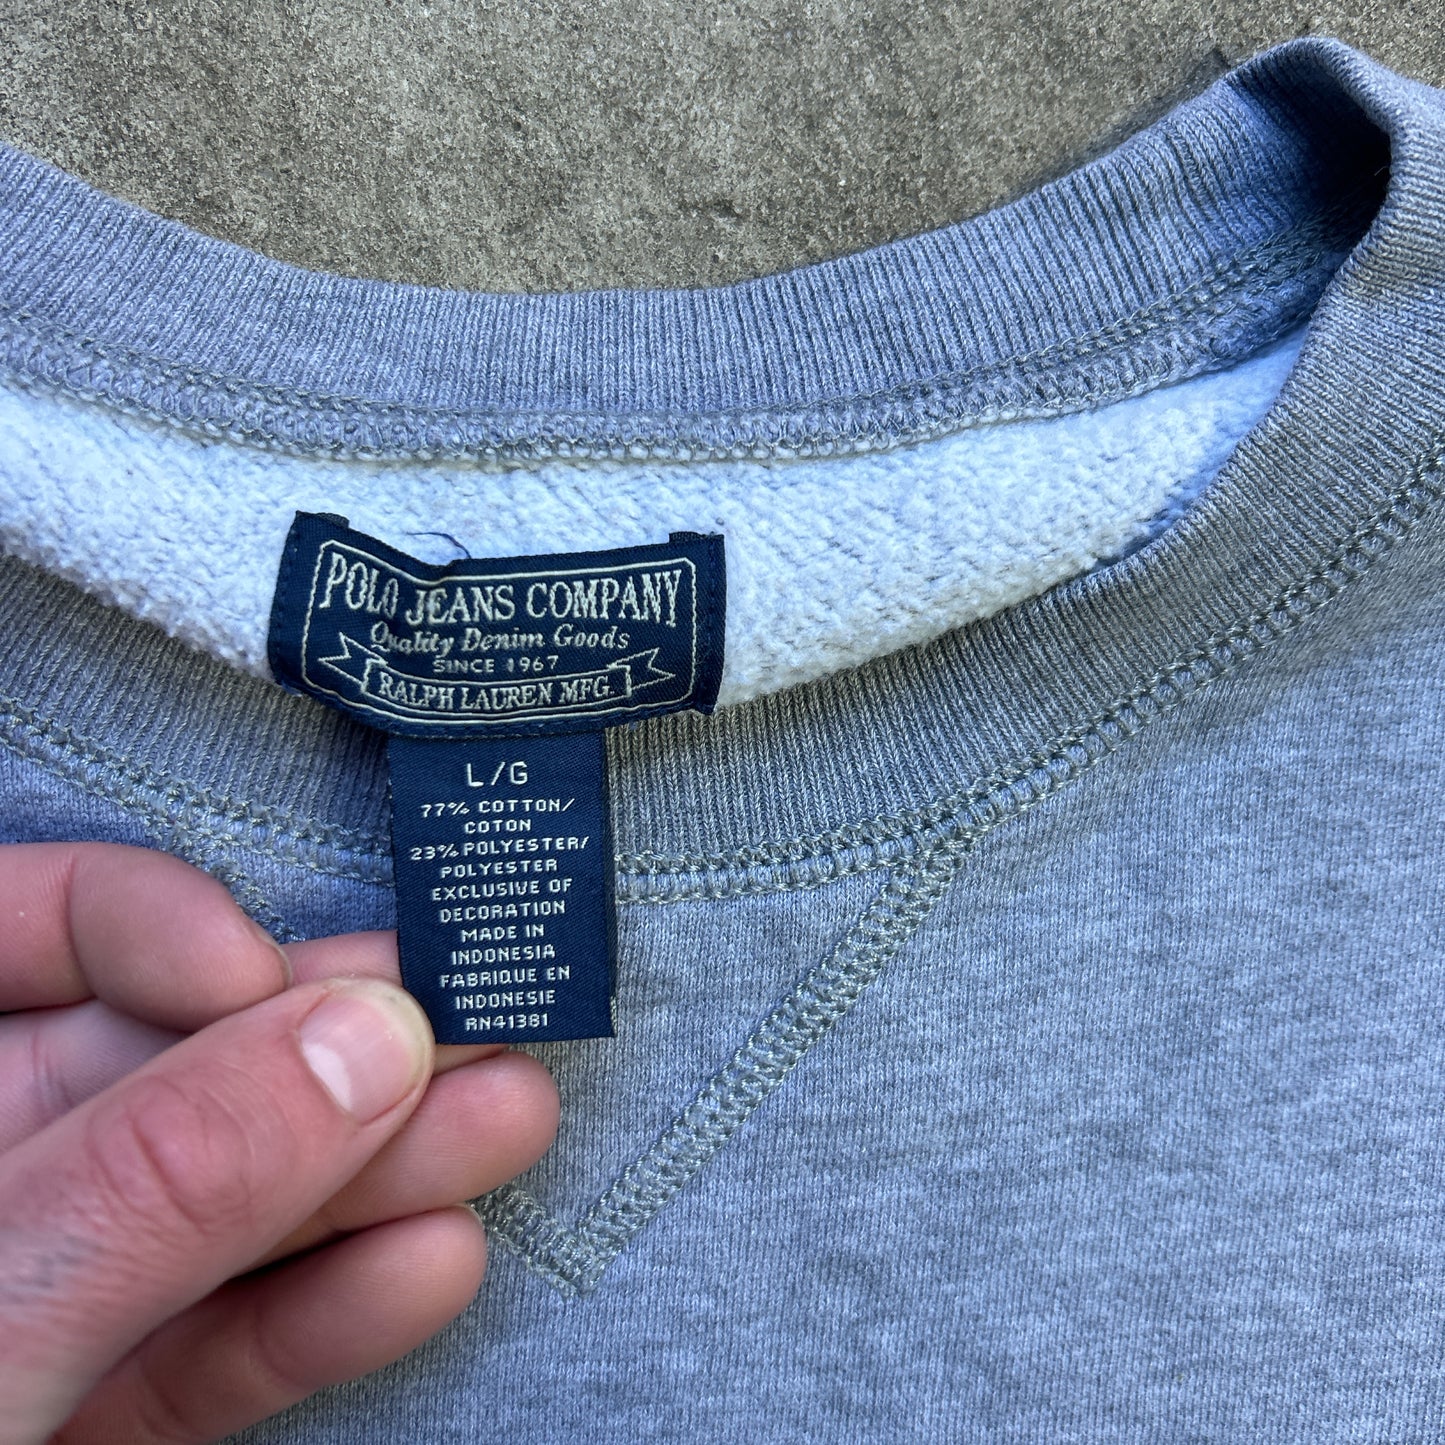 POLO JEANS COMPANY
Quality Denim Goods
SINCE 1967
RALPH LAUREN MFG.
L/G
77% COTTON/
COTON
23% POLYESTER/
POLYESTER
EXCLUSIVE OF
DECORATION
MADE IN
INDONESIA
FABRIQUE EN
INDONESIE
RN41381